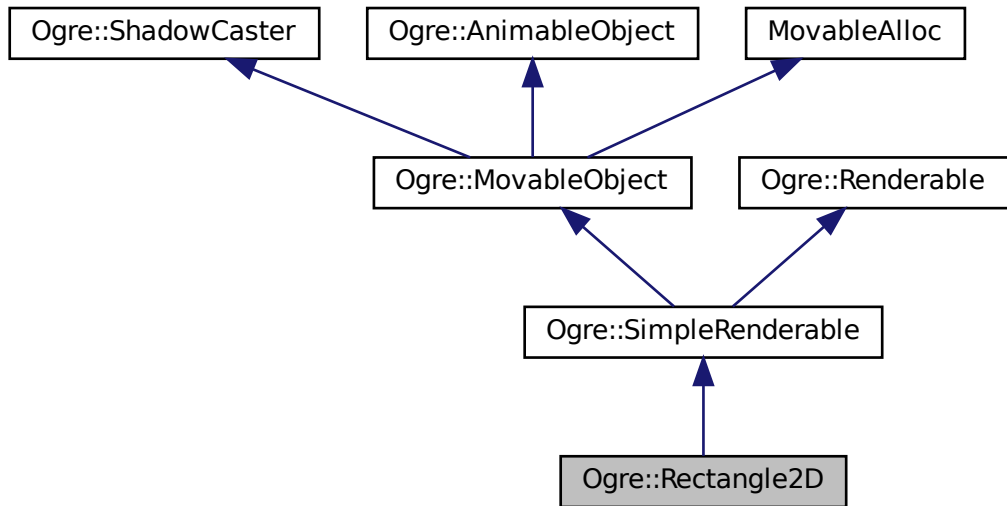 Ogre::ShadowCaster
Ogre::AnimableObject
MovableAlloc
Ogre::MovableObject
Ogre::Renderable
Ogre::SimpleRenderable
Ogre::Rectangle2D